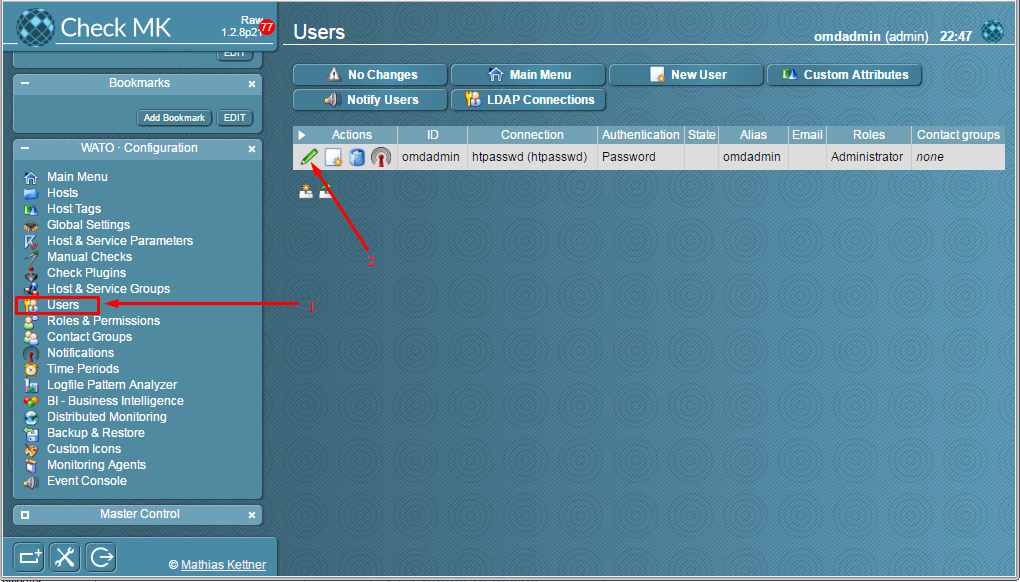 Check MK
Raw
1.2.8p21
77
Users
omdadmin (admin) 22:47
EDIT
Bookmarks
Add Bookmark EDIT
WATO · Configuration
Main Menu
Hosts
Host Tags
Global Settings
Host & Service Parameters
Manual Checks
Check Plugins
Host & Service Groups
Users
Roles & Permissions
Contact Groups
Notifications
Time Periods
Logfile Pattern Analyzer
BI - Business Intelligence
Distributed Monitoring
Backup & Restore
Custom Icons
Monitoring Agents
Event Console
Master Control
© Mathias Kettner
No Changes Main Menu New User Custom Attributes
Notify Users LDAP Connections
Actions ID Connection Authentication State Alias Email Roles Contact groups
omdadmin htpasswd (htpasswd) Password omdadmin Administrator none
2
1